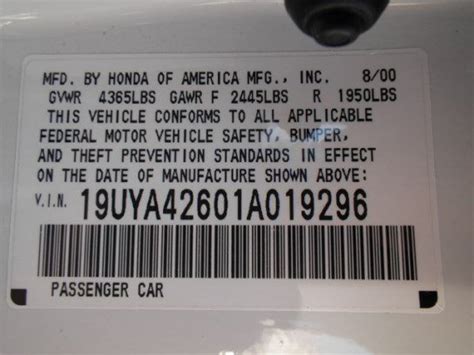 MFD. BY HONDA OF AMERICA MFG., INC. 8/00
GVWR 4365LBS GAWR F 2445LBS R 1950LBS
THIS VEHICLE CONFORMS TO ALL APPLICABLE
FEDERAL MOTOR VEHICLE SAFETY, BUMPER,
AND THEFT PREVENTION STANDARDS IN EFFECT
ON THE DATE OF MANUFACTURE SHOWN ABOVE:
V.I.N. 19UYA42601A019296
PASSENGER CAR